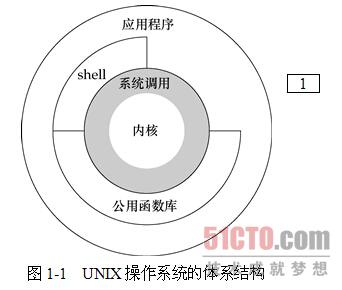 应用程序
shell
系统调用
1
内核
公用函数库
51CTO.com
技术成就梦想
图 1-1 UNIX 操作系统的体系结构